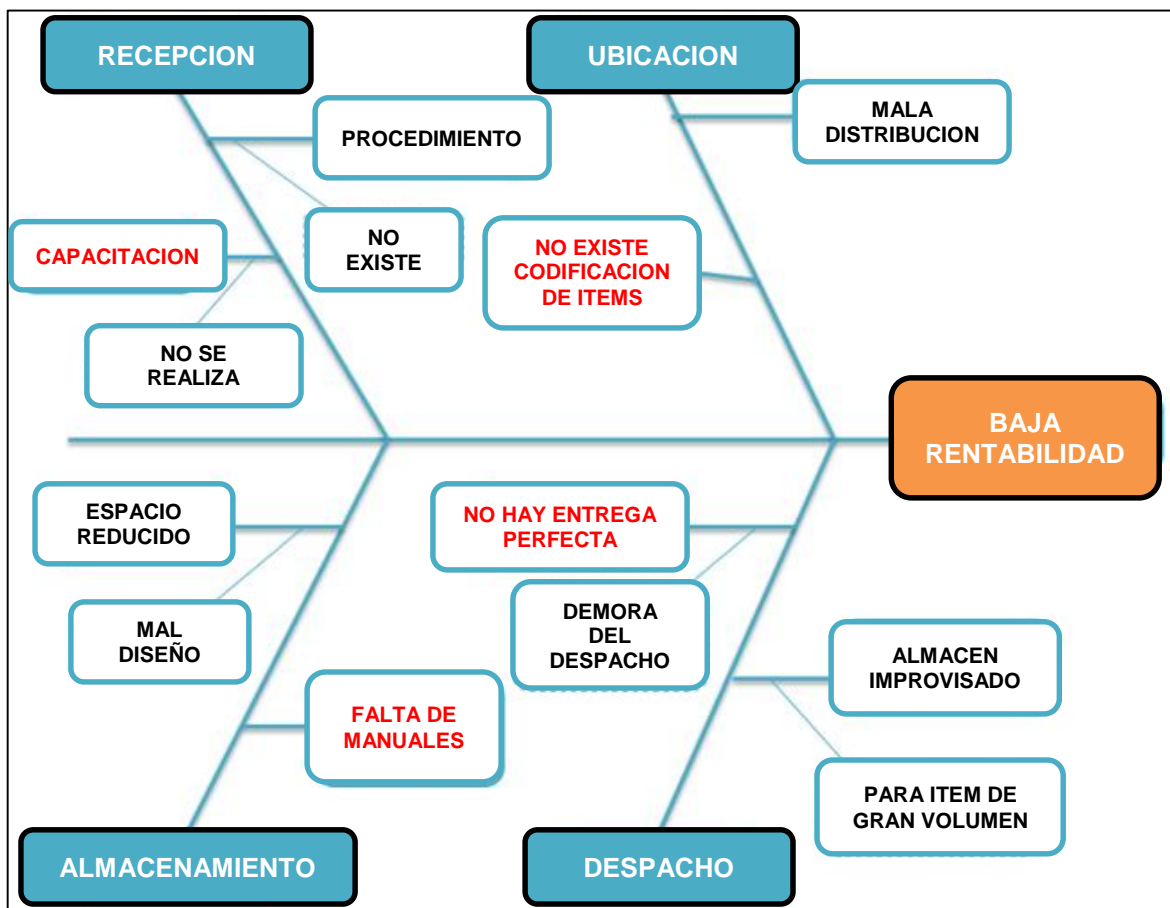 RECEPCION
UBICACION
PROCEDIMIENTO
MALA
DISTRIBUCION
CAPACITACION
NO
EXISTE
NO EXISTE
CODIFICACION
DE ITEMS
NO SE
REALIZA
BAJA
RENTABILIDAD
ESPACIO
REDUCIDO
NO HAY ENTREGA
PERFECTA
MAL
DISEÑO
DEMORA
DEL
DESPACHO
ALMACEN
IMPROVISADO
FALTA DE
MANUALES
PARA ITEM DE
GRAN VOLUMEN
ALMACENAMIENTO
DESPACHO